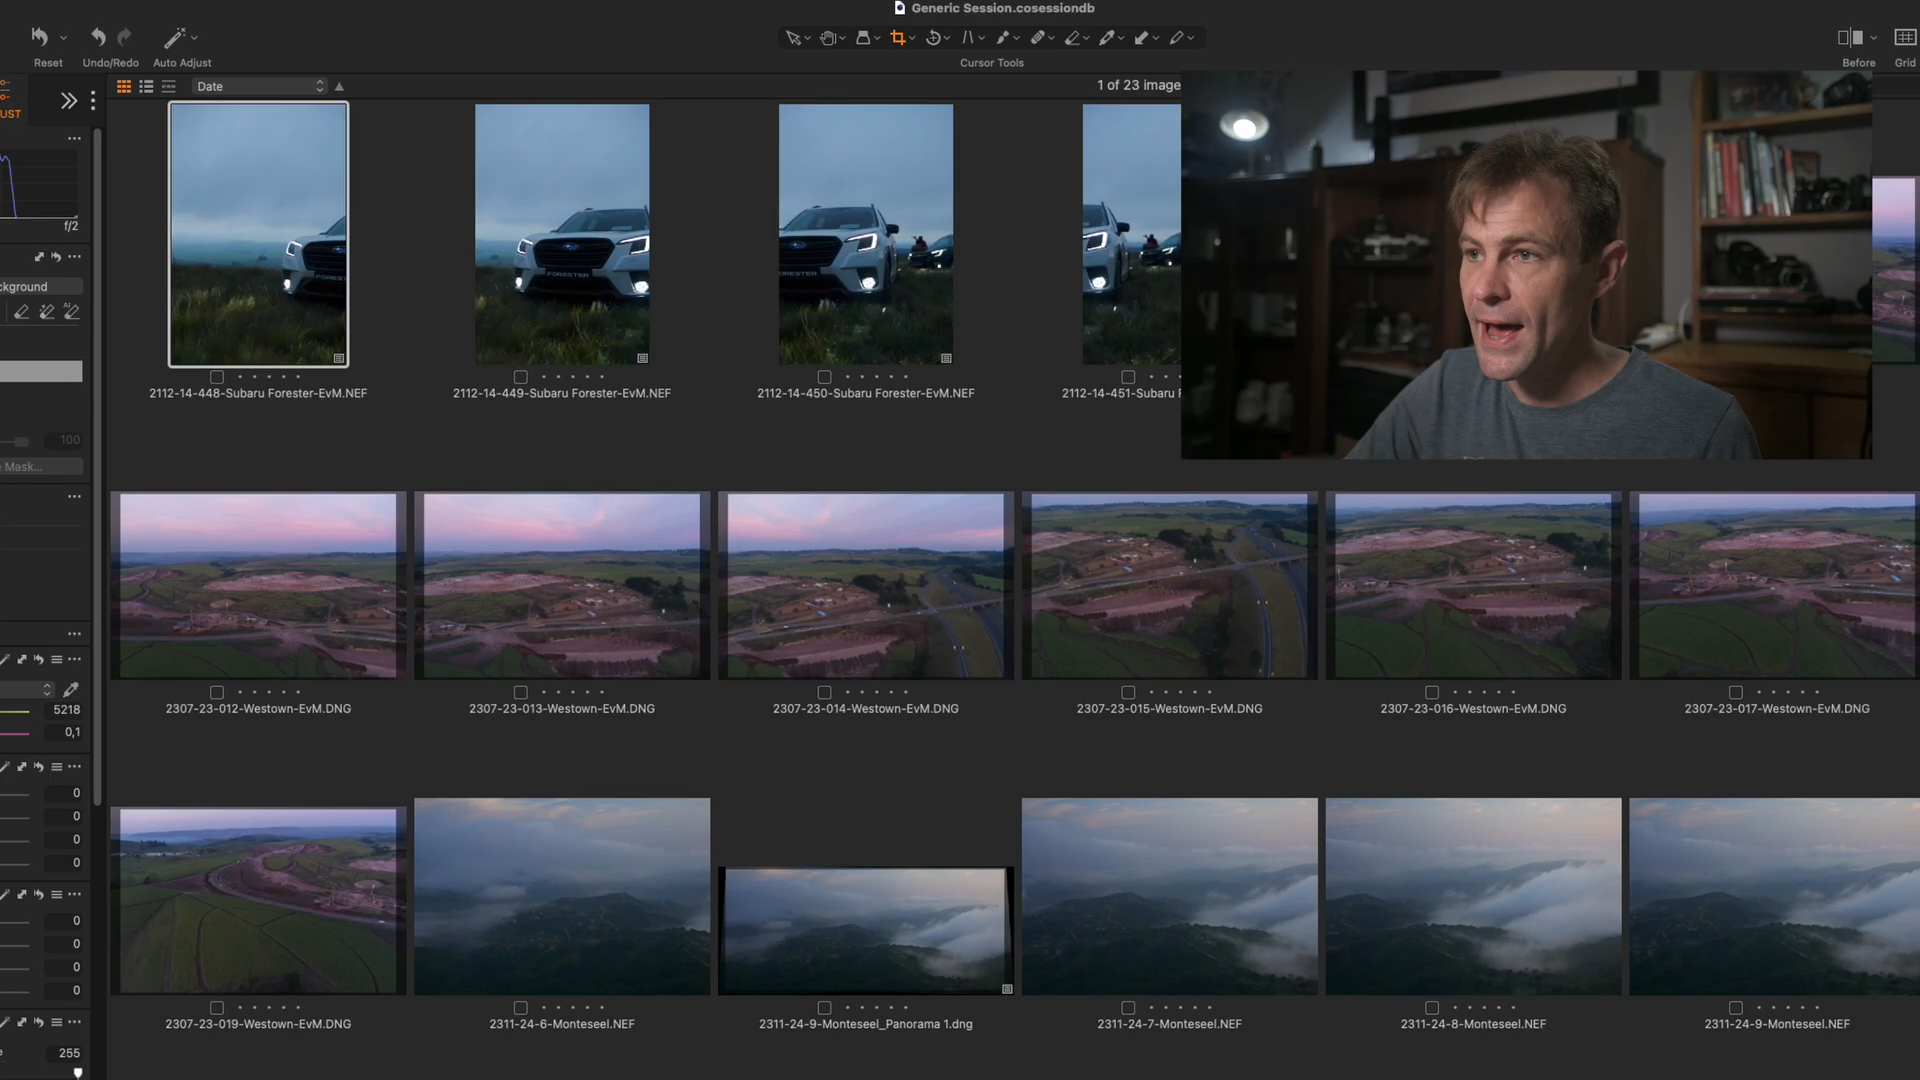 Generic Session.cosessiondb
Reset
Undo/Redo
Auto Adjust
Cursor Tools
Before
Grid
UST
Date
1 of 23 image
f/2
ckground
100
e Mask...
5218
0,1
0
0
0
0
0
0
0
0
255
FORESTER
2112-14-448-Subaru Forester-EvM.NEF
2112-14-449-Subaru Forester-EvM.NEF
2112-14-450-Subaru Forester-EvM.NEF
2112-14-451-Subaru F
2307-23-012-Westown-EvM.DNG
2307-23-013-Westown-EvM.DNG
2307-23-014-Westown-EvM.DNG
2307-23-015-Westown-EvM.DNG
2307-23-016-Westown-EvM.DNG
2307-23-017-Westown-EvM.DNG
2307-23-019-Westown-EvM.DNG
2311-24-6-Monteseel.NEF
2311-24-9-Monteseel_Panorama 1.dng
2311-24-7-Monteseel.NEF
2311-24-8-Monteseel.NEF
2311-24-9-Monteseel.NEF